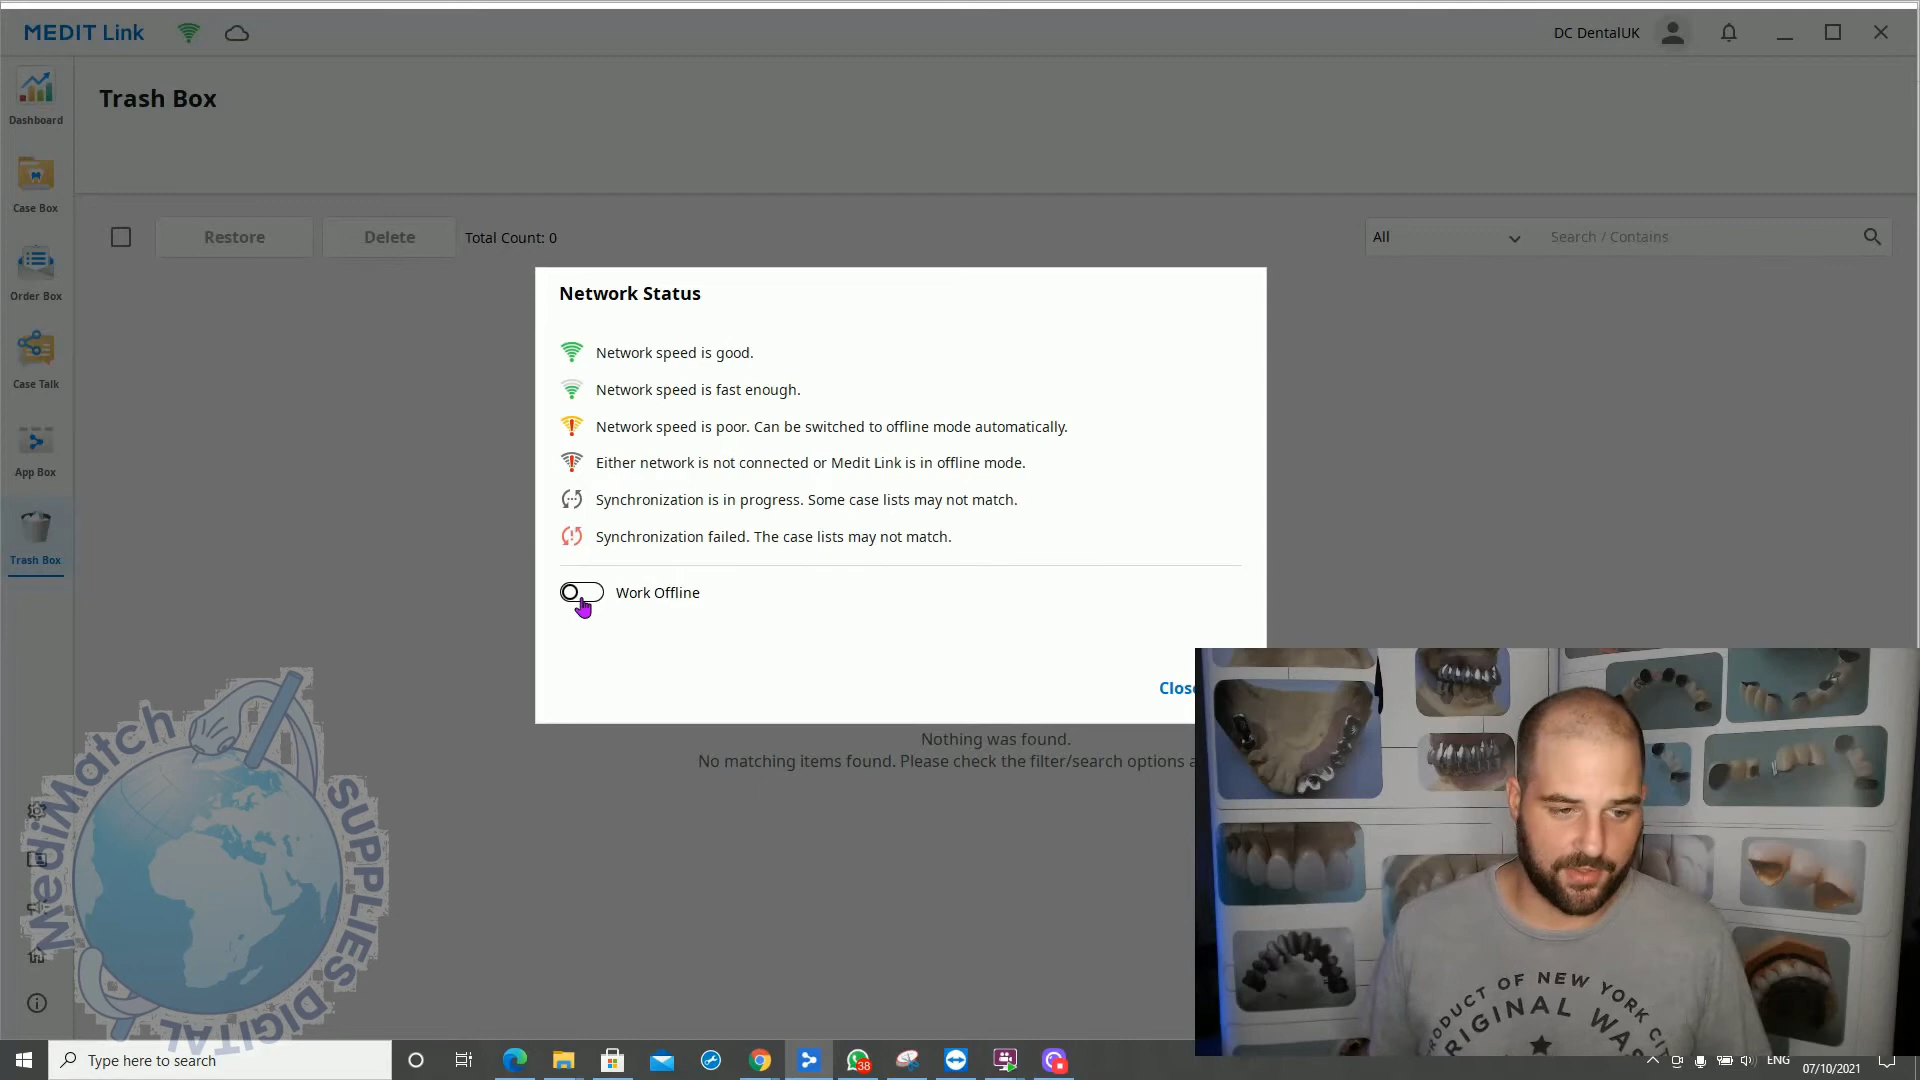 MEDIT Link
DC DentalUK
Dashboard
Case Box
Order Box
Case Talk
App Box
Trash Box
Trash Box
Restore
Delete
Total Count: 0
All
Search / Contains
Network Status
Network speed is good.
Network speed is fast enough.
Network speed is poor. Can be switched to offline mode automatically.
Either network is not connected or Medit Link is in offline mode.
Synchronization is in progress. Some case lists may not match.
Synchronization failed. The case lists may not match.
Work Offline
Close
Nothing was found.
No matching items found. Please check the filter/search options a
MediMatch
DIGITAL
SUPPLIES
PRODUCT OF NEW YORK CIT
ORIGINAL WAS
Type here to search
38
ENG
07/10/2021